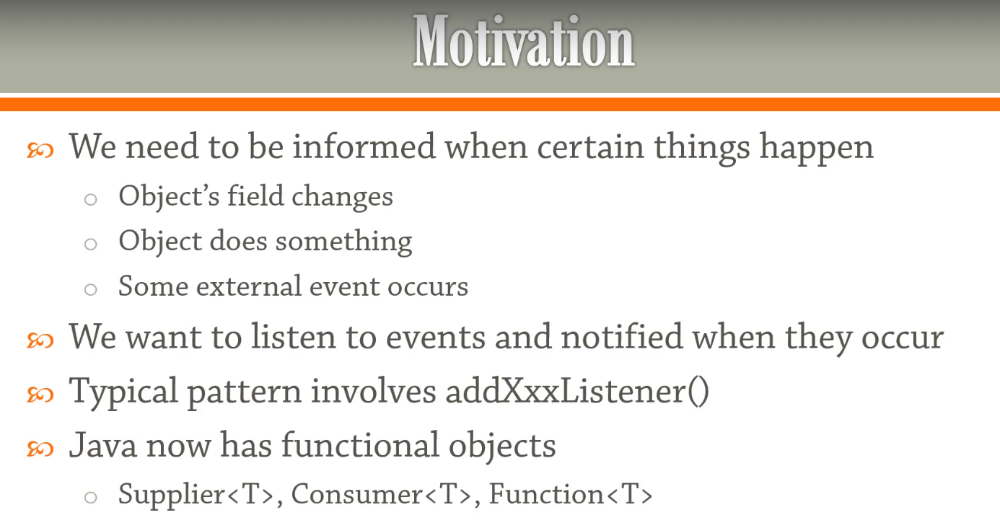 Motivation
We need to be informed when certain things happen
Object’s field changes
Object does something
Some external event occurs
We want to listen to events and notified when they occur
Typical pattern involves addXxxListener()
Java now has functional objects
Supplier<T>, Consumer<T>, Function<T>